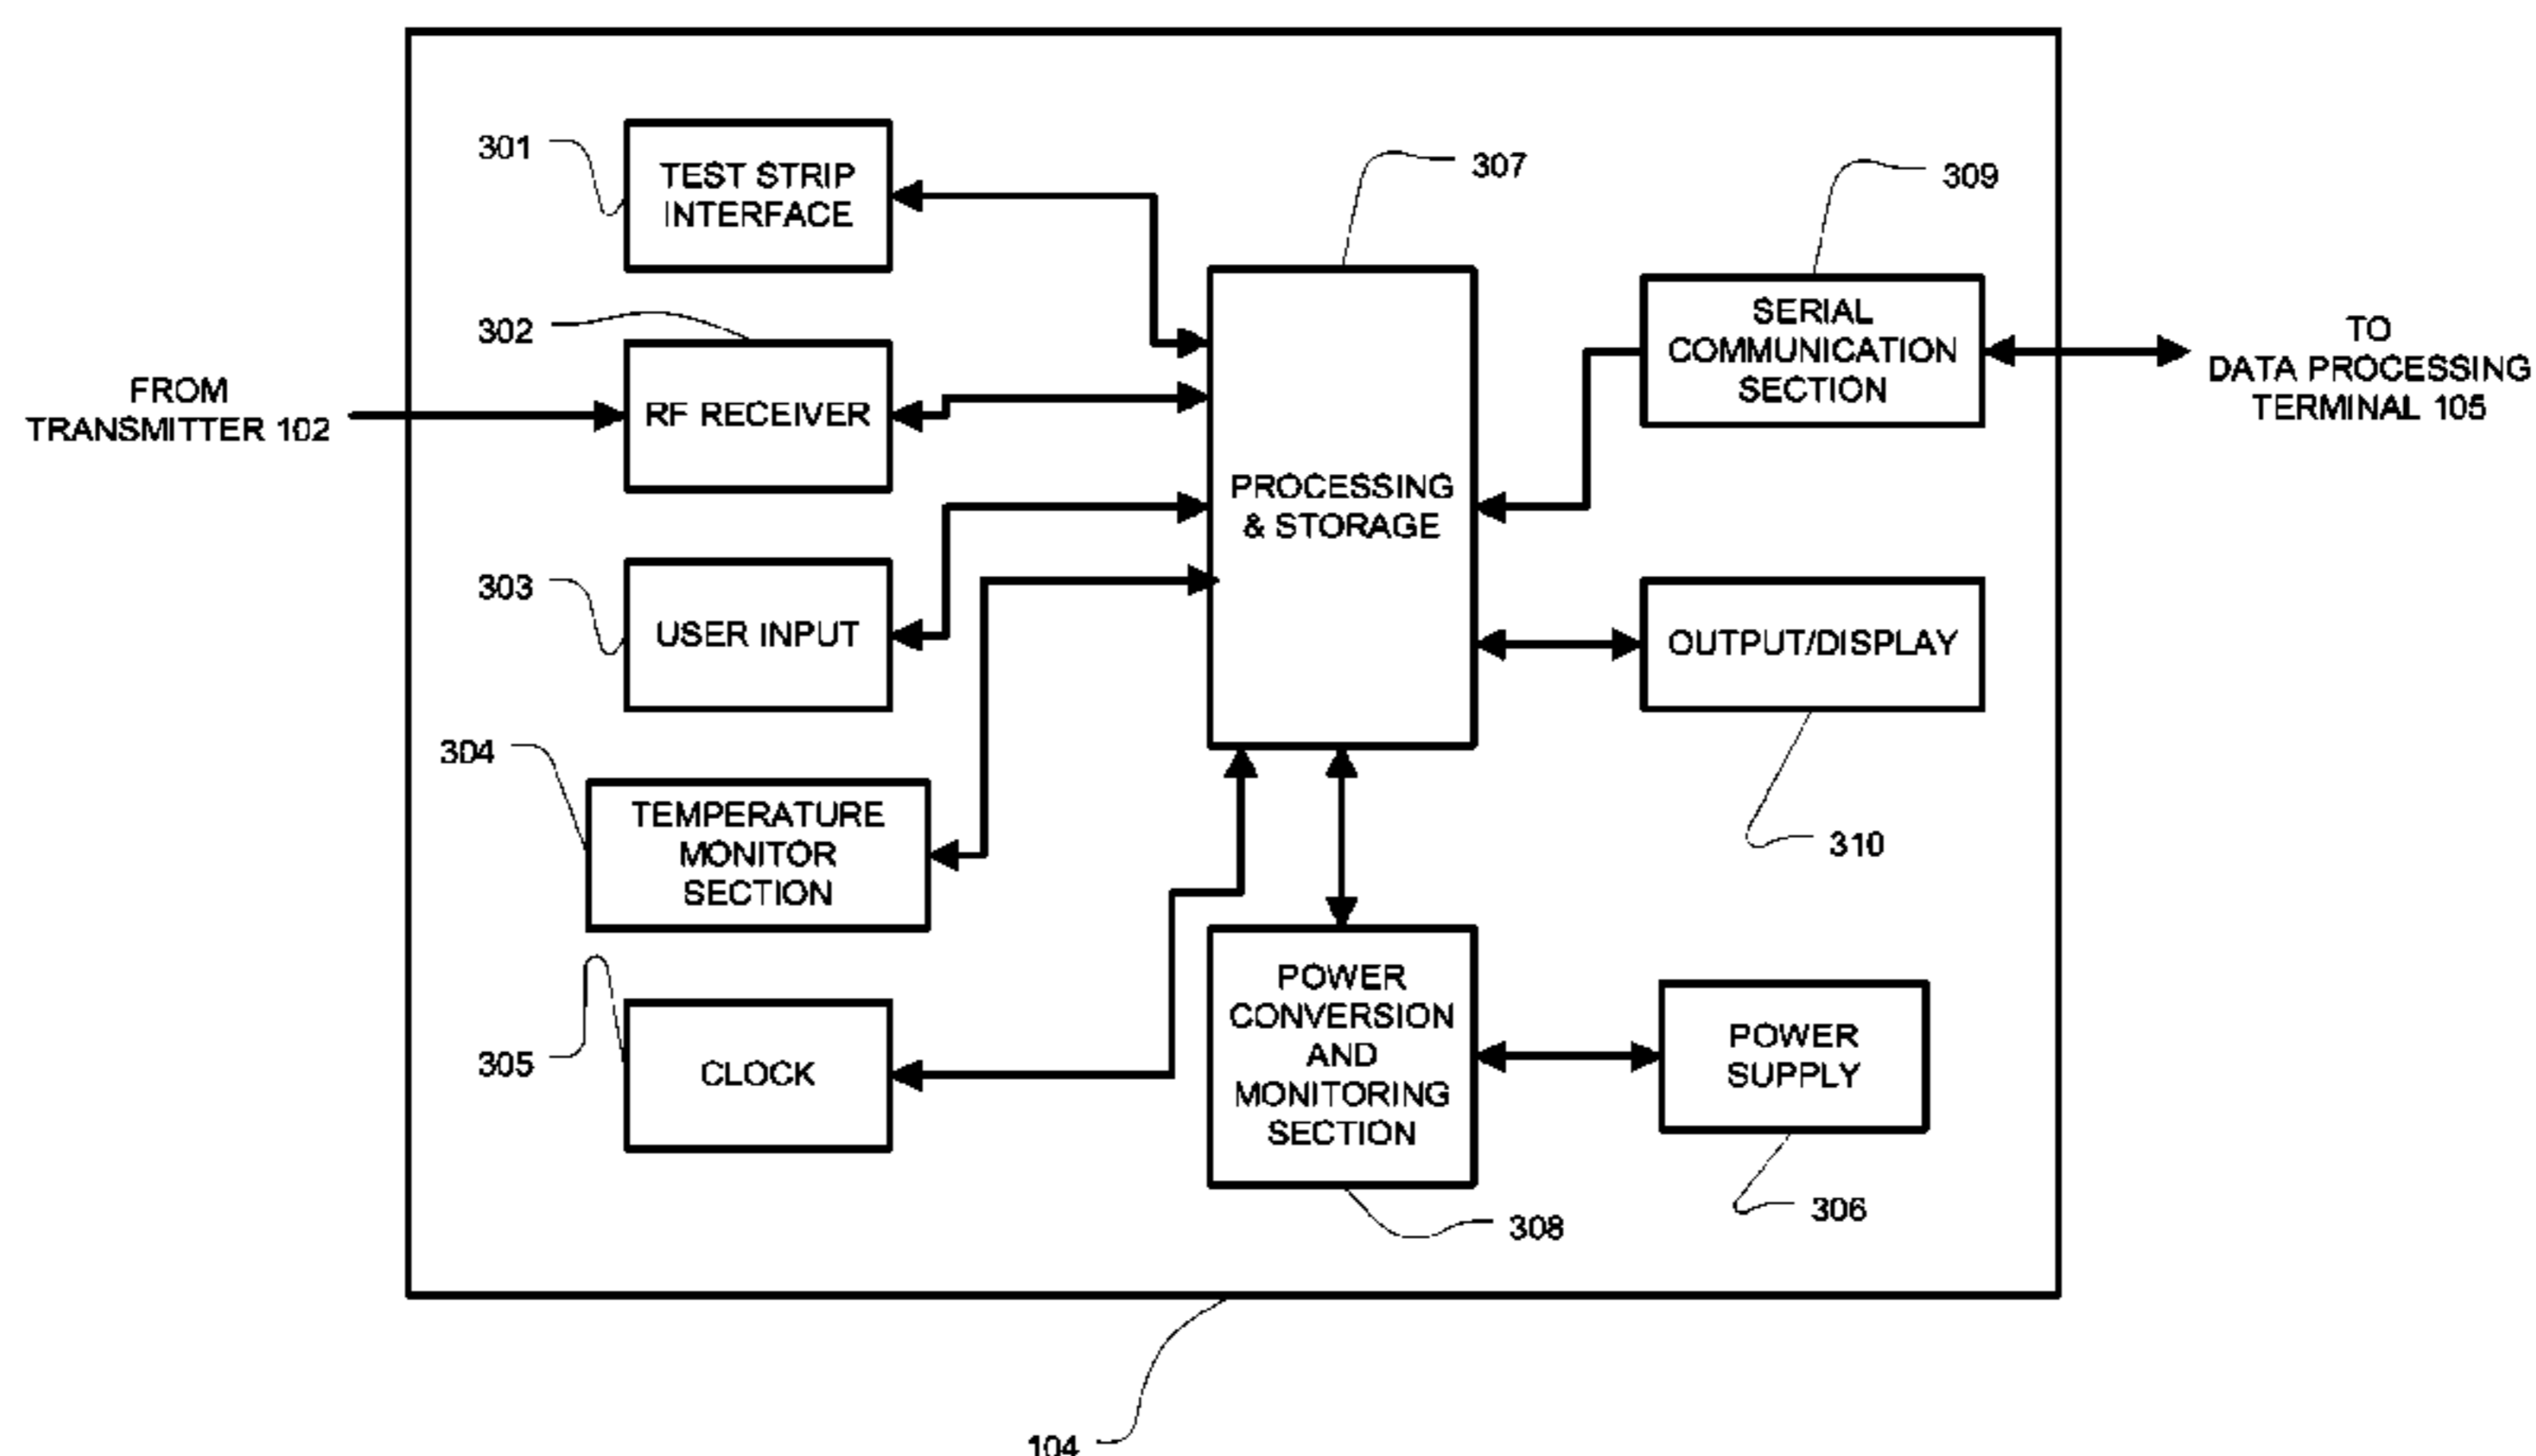 301
TEST STRIP
INTERFACE
307
309
302
SERIAL
COMMUNICATION
SECTION
TO
DATA PROCESSING
TERMINAL 105
FROM
TRANSMITTER 102
RF RECEIVER
PROCESSING
& STORAGE
303
USER INPUT
OUTPUT/DISPLAY
304
TEMPERATURE
MONITOR
SECTION
310
305
CLOCK
POWER
CONVERSION
AND
MONITORING
SECTION
POWER
SUPPLY
306
308
104